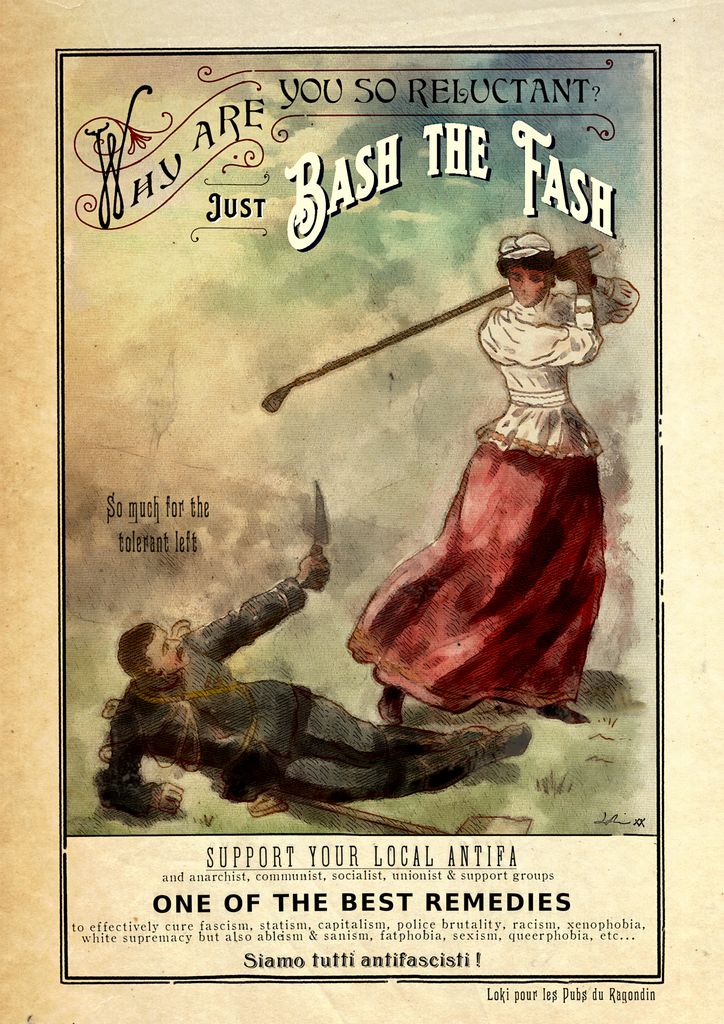 WHY ARE YOU SO RELUCTANT?
JUST BASH THE FASH
So much for the
tolerant left
SUPPORT YOUR LOCAL ANTIFA
and anarchist, communist, socialist, unionist & support groups
ONE OF THE BEST REMEDIES
to effectively cure fascism, statism, capitalism, police brutality, racism, xenophobia,
white supremacy but also ableism & sanism, fatphobia, sexism, queerphobia, etc...
Siamo tutti antifascisti !
Loki pour les Pubs du Ragondin